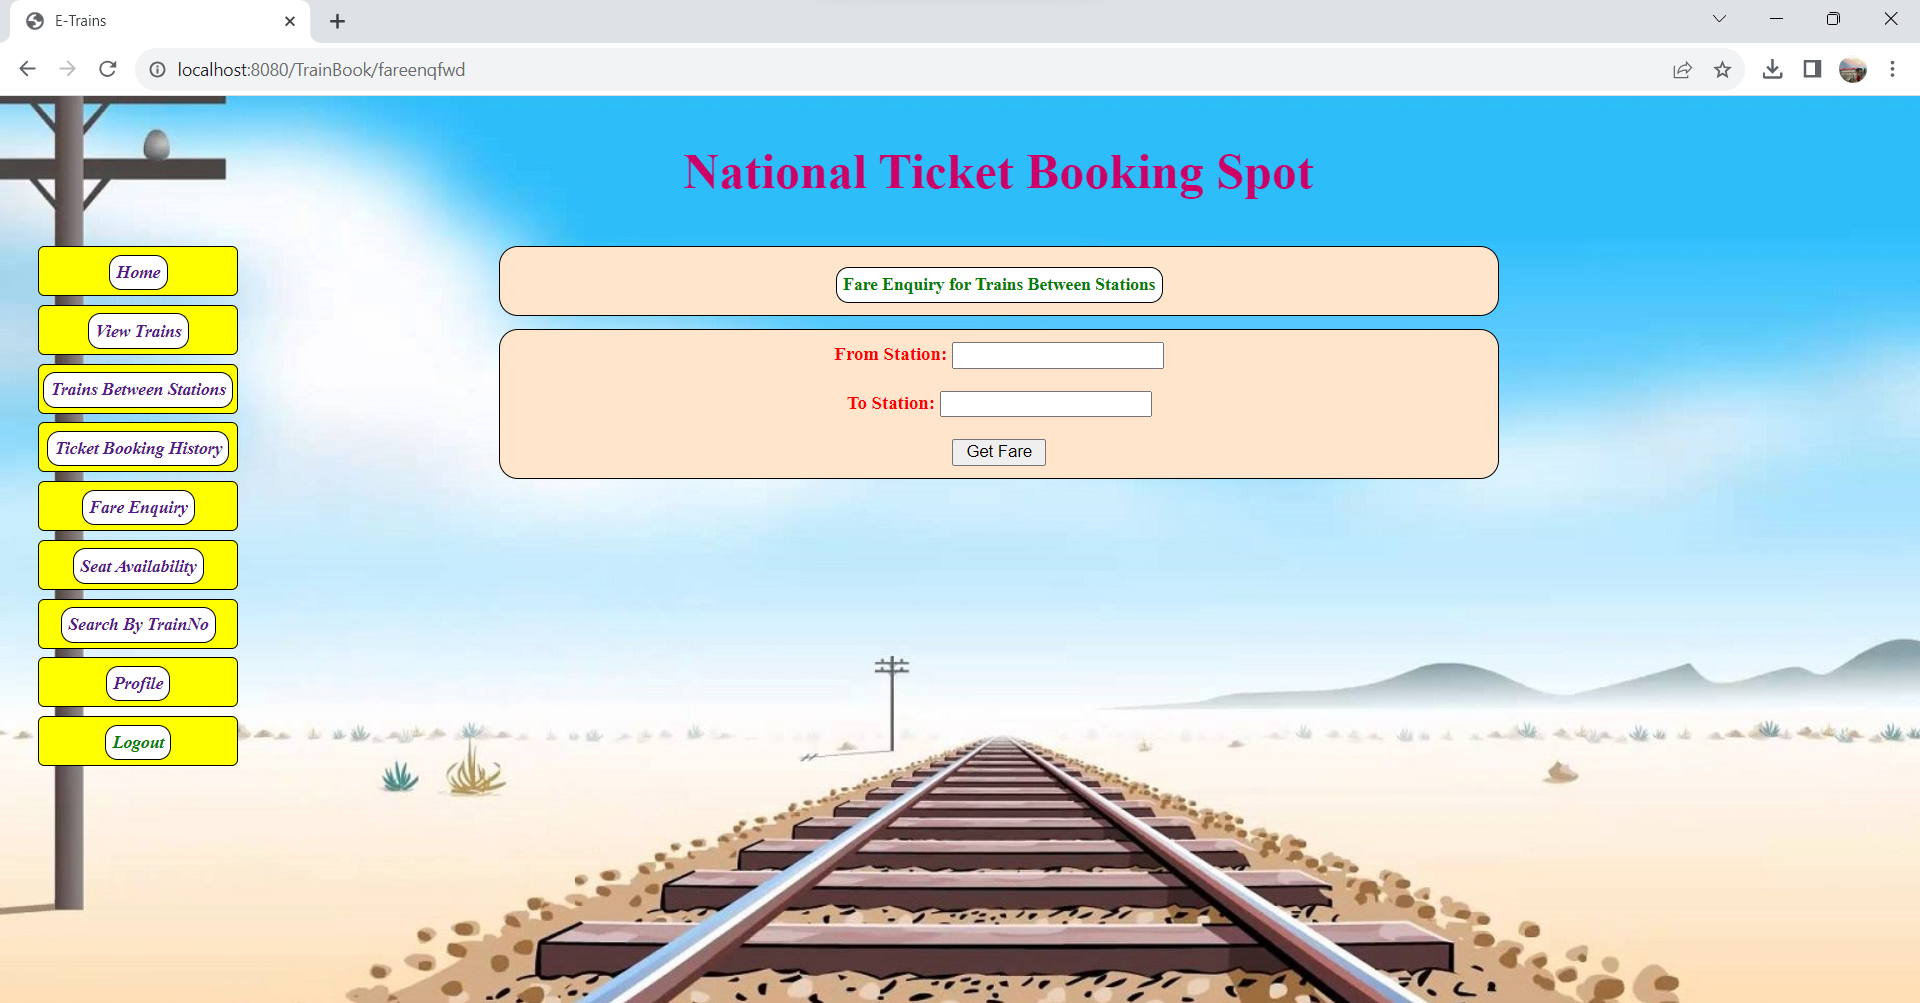 E-Trains
localhost:8080/TrainBook/fareenqfwd
National Ticket Booking Spot
Home
View Trains
Trains Between Stations
Ticket Booking History
Fare Enquiry
Seat Availability
Search By TrainNo
Profile
Logout
Fare Enquiry for Trains Between Stations
From Station:
To Station:
Get Fare